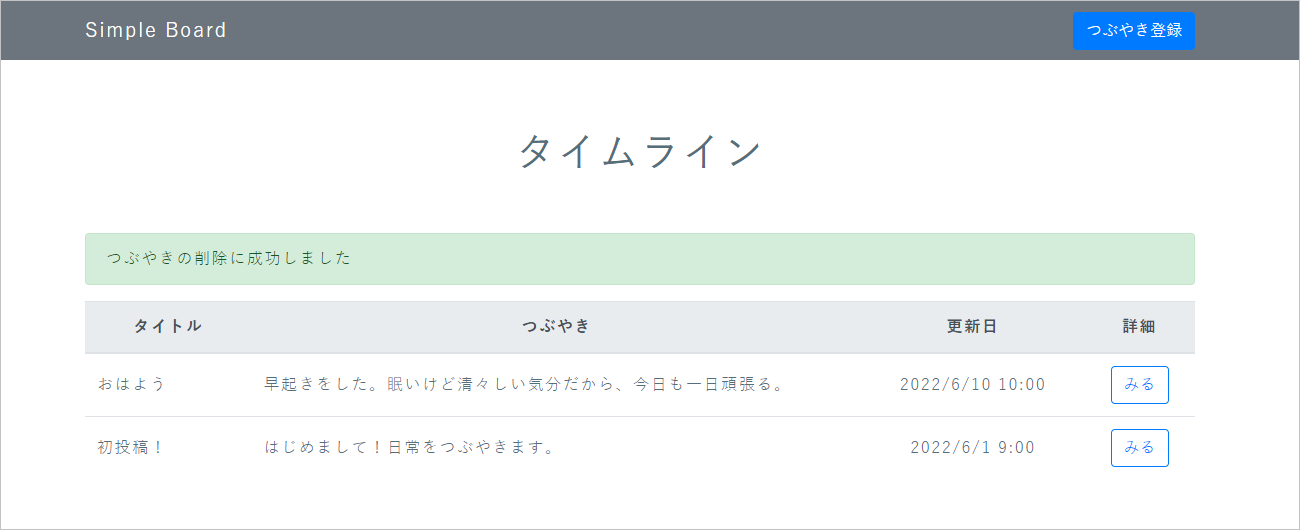 Simple Board つぶやき登録
タイムライン
つぶやきの削除に成功しました
タイトル つぶやき 更新日 詳細
おはよう 早起きをした。眠いけど清々しい気分だから、今日も一日頑張る。 2022/6/10 10:00 みる
初投稿！ はじめまして！日常をつぶやきます。 2022/6/1 9:00 みる